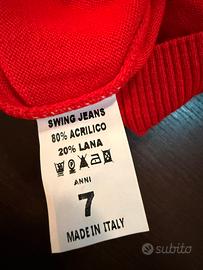 SWING JEANS
80% ACRILICO
20% LANA
ANNI
7
MADE IN ITALY
subito